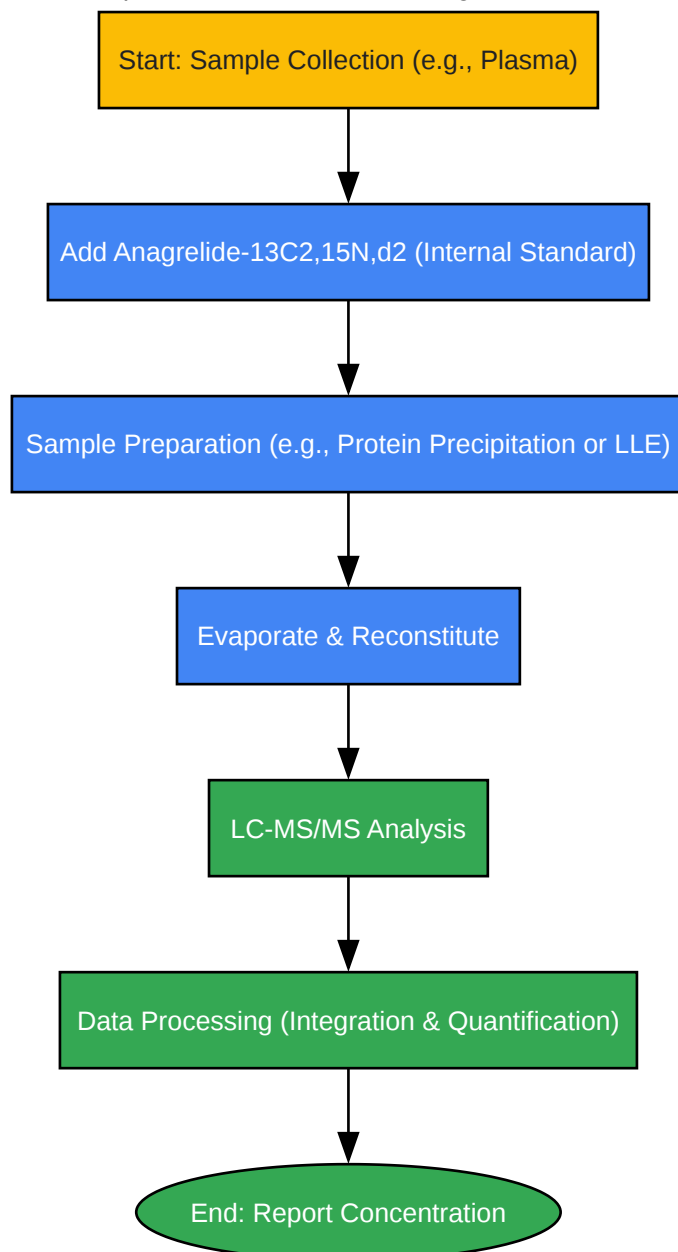 Start: Sample Collection (e.g., Plasma)
Add Anagrelide-13C2,15N,d2 (Internal Standard)
Sample Preparation (e.g., Protein Precipitation or LLE)
Evaporate & Reconstitute
LC-MS/MS Analysis
Data Processing (Integration & Quantification)
End: Report Concentration